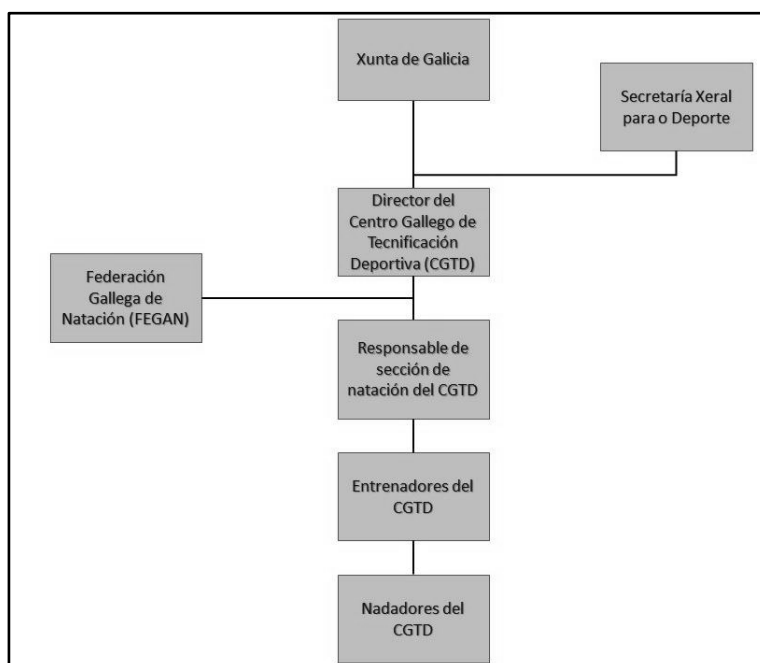 Xunta de Galicia
Secretaría Xeral
para o Deporte
Director del
Centro Gallego de
Tecnificación
Deportiva (CGTD)
Federación
Gallega de
Natación (FEGAN)
Responsable de
sección de
natación del CGTD
Entrenadores del
CGTD
Nadadores del
CGTD